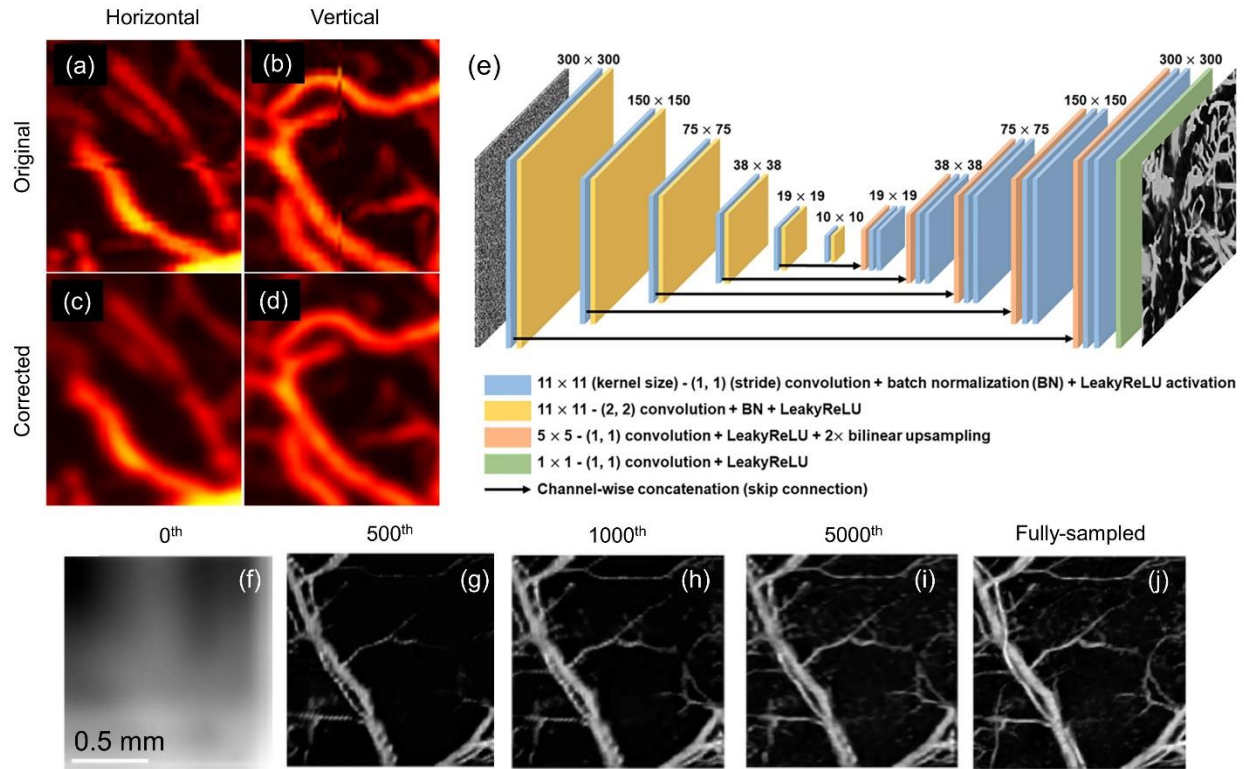 Horizontal
Vertical
Original
(a)
(b)
Corrected
(c)
(d)
(e)
300 × 300
150 × 150
75 × 75
38 × 38
19 × 19
10 × 10
19 × 19
38 × 38
75 × 75
150 × 150
300 × 300
11 × 11 (kernel size) - (1, 1) (stride) convolution + batch normalization (BN) + LeakyReLU activation
11 × 11 - (2, 2) convolution + BN + LeakyReLU
5 × 5 - (1, 1) convolution + LeakyReLU + 2× bilinear upsampling
1 × 1 - (1, 1) convolution + LeakyReLU
Channel-wise concatenation (skip connection)
0th
500th
1000th
5000th
Fully-sampled
(f)
(g)
(h)
(i)
(j)
0.5 mm